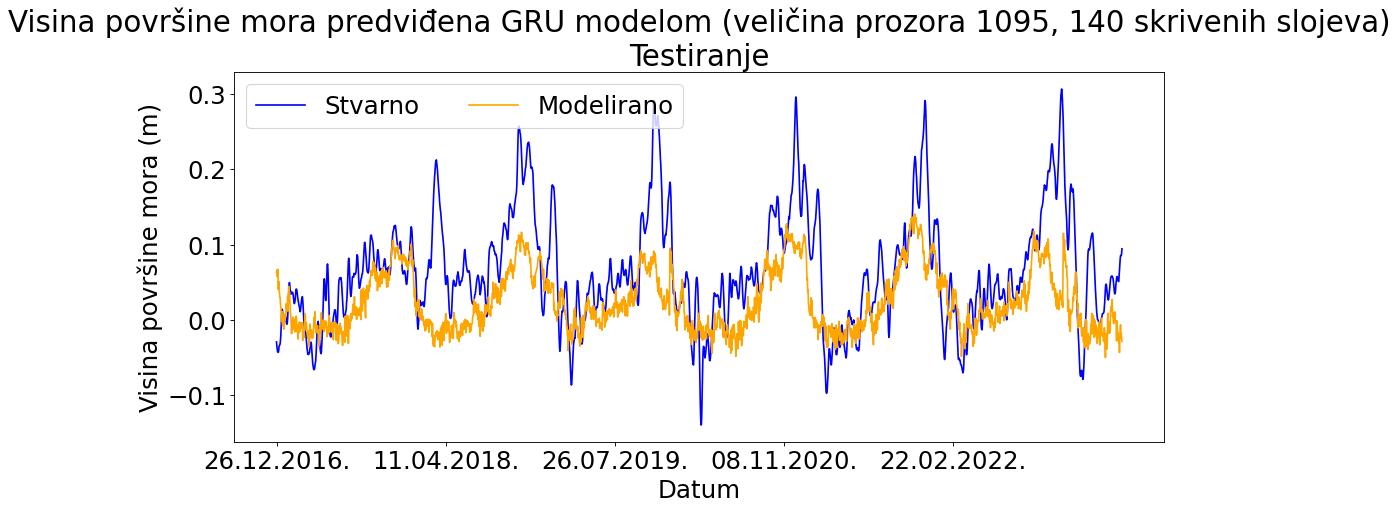 Visina površine mora predviđena GRU modelom (veličina prozora 1095, 140 skrivenih slojeva)
Testiranje
Stvarno Modelirano
Visina površine mora (m)
0.3
0.2
0.1
0.0
−0.1
26.12.2016. 11.04.2018. 26.07.2019. 08.11.2020. 22.02.2022.
Datum